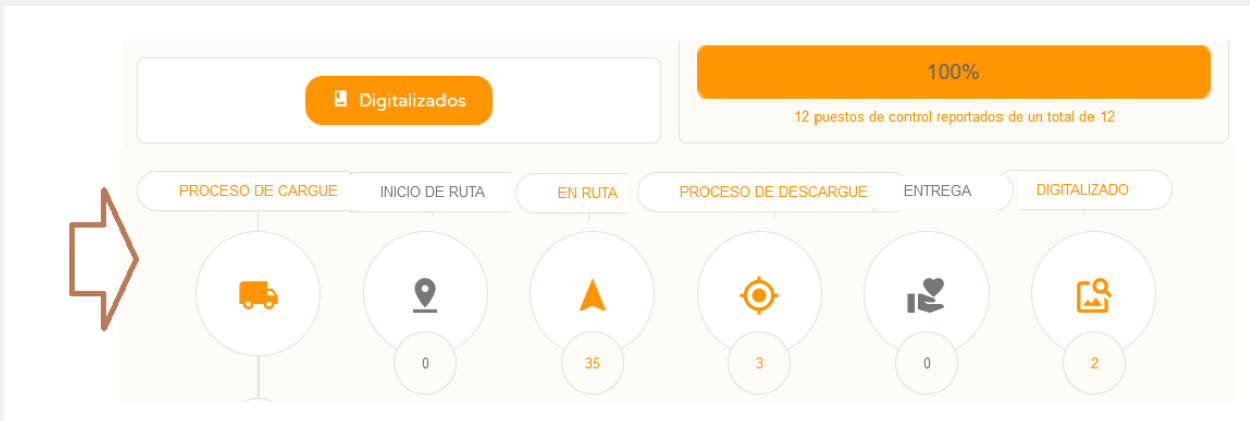 Digitalizados
100%
12 puestos de control reportados de un total de 12
PROCESO DE CARGUE
INICIO DE RUTA
EN RUTA
PROCESO DE DESCARGUE
ENTREGA
DIGITALIZADO
0
35
3
0
2